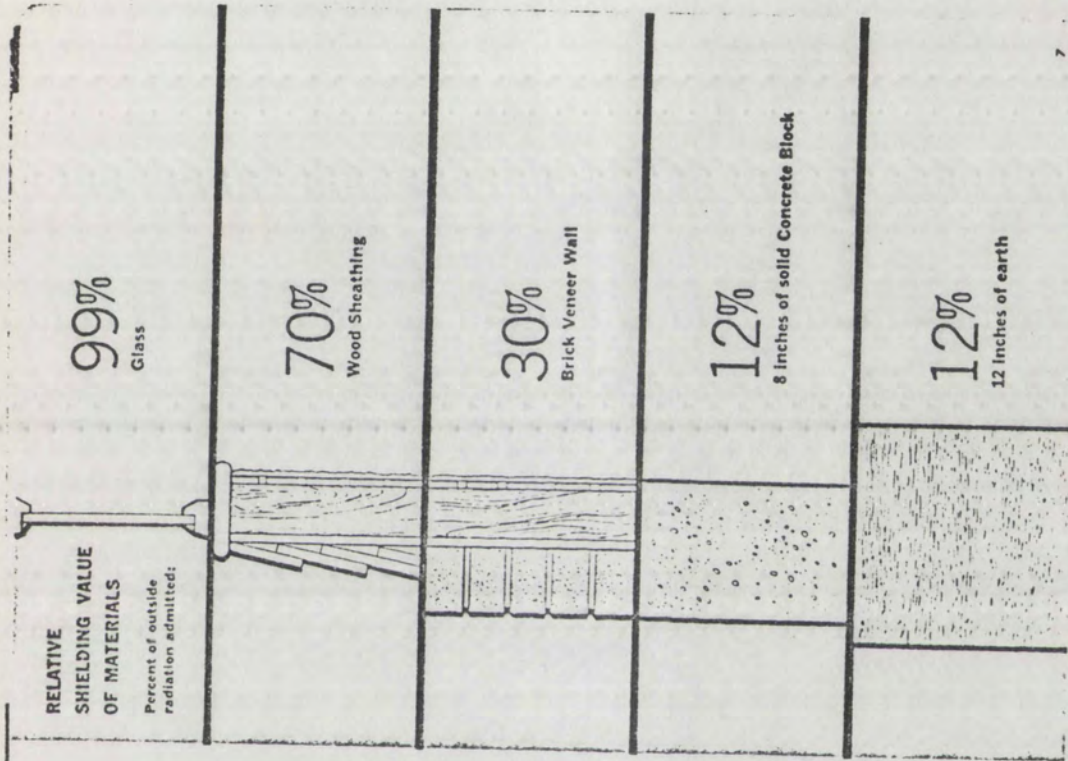 RELATIVE
SHIELDING VALUE
OF MATERIALS
Percent of outside
radiation admitted:
99%
Glass
70%
Wood Sheathing
30%
Brick Veneer Wall
12%
8 inches of solid Concrete Block
12%
12 inches of earth
7